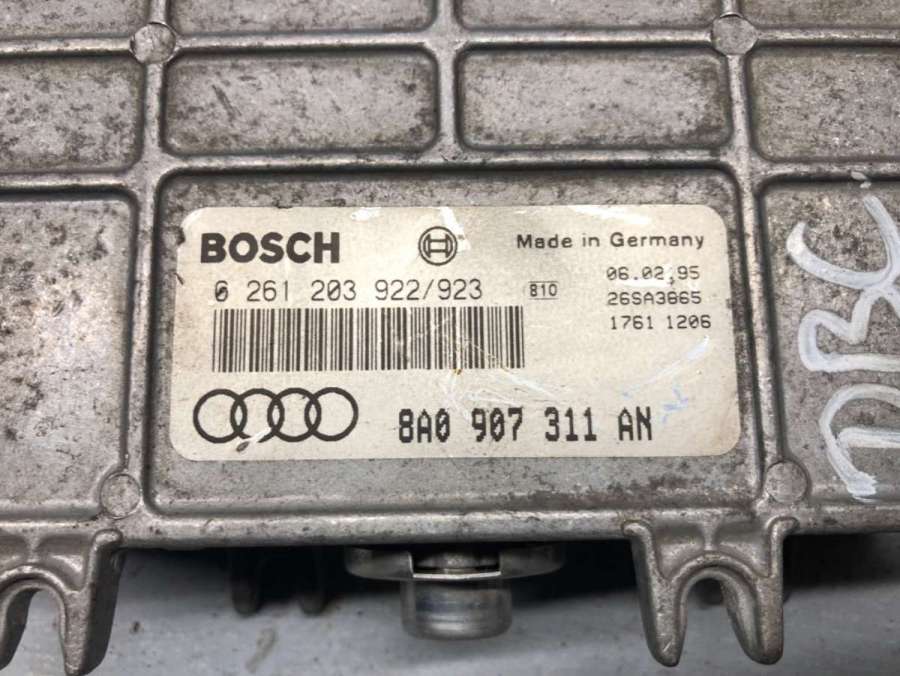 BOSCH
Made in Germany
0 261 203 922/923
810
06.02.95
26SA3665
1761 1206
8A0 907 311 AN